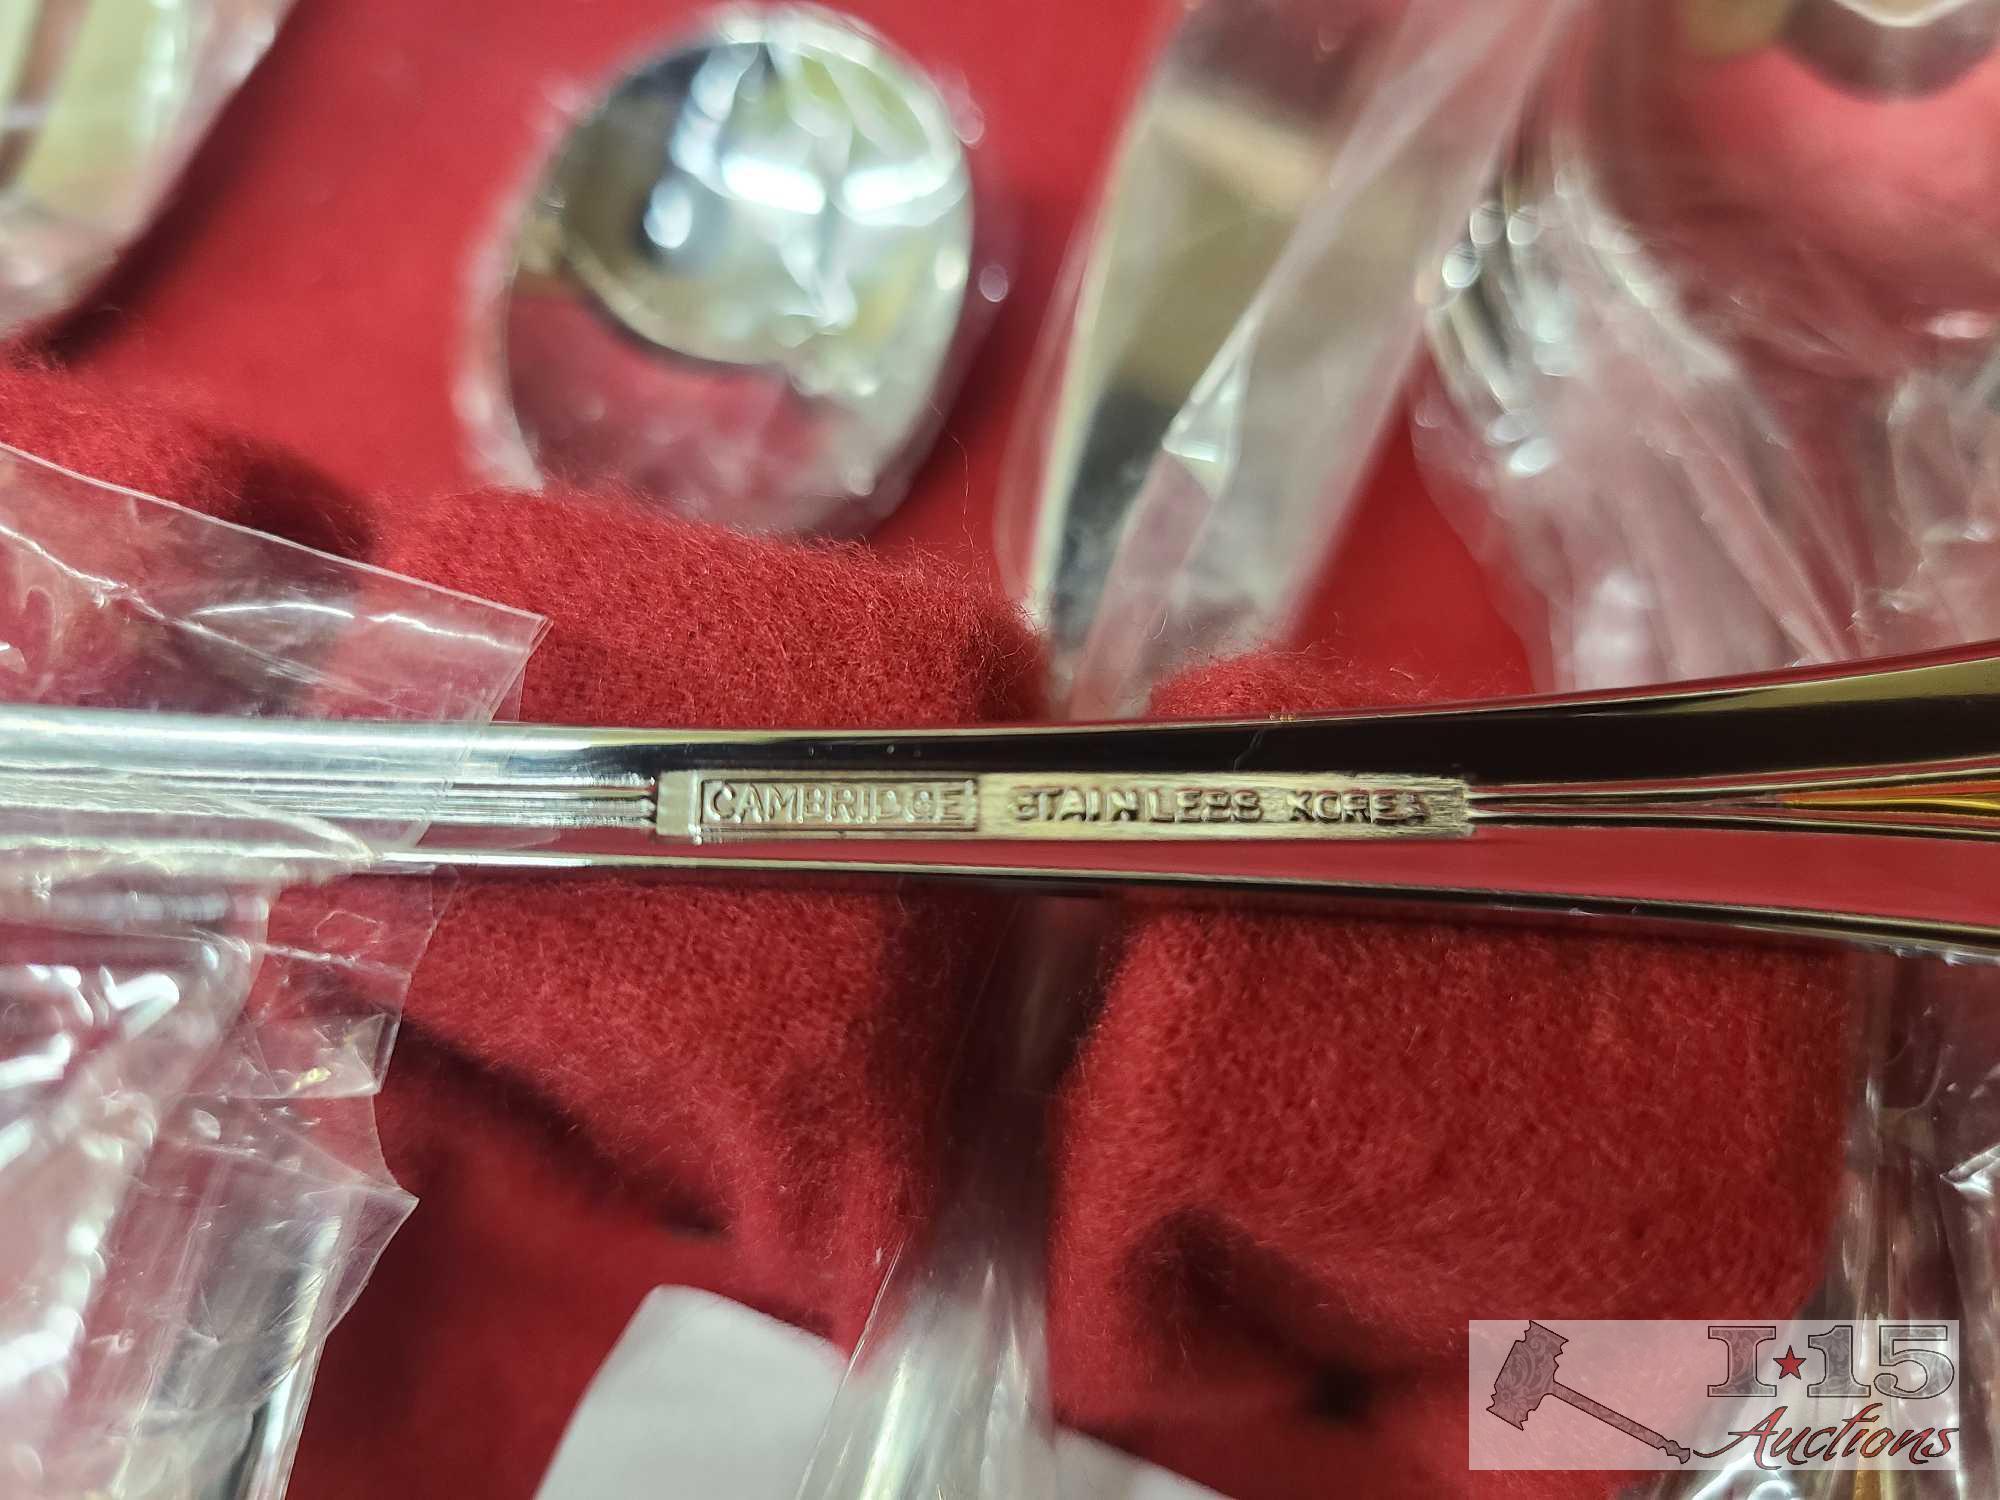 CAMBRIDGE STAINLESS KOREA
I★15
Auctions